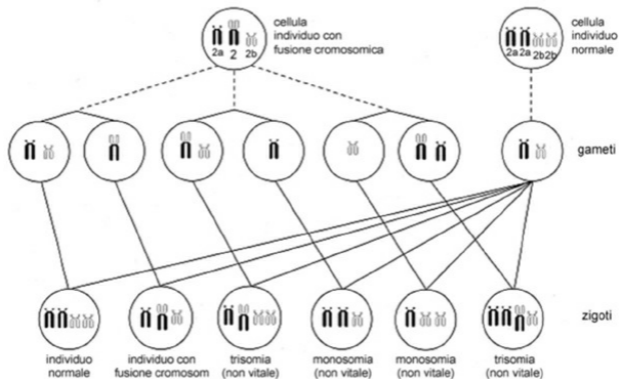 cellula
individuo con
fusione cromosomica
2a 2 2b
cellula
individuo
normale
2a 2a 2b 2b
gameti
zigoti
individuo
normale
individuo con
fusione cromosom
trisomia
(non vitale)
monosomia
(non vitale)
monosomia
(non vitale)
trisomia
(non vitale)